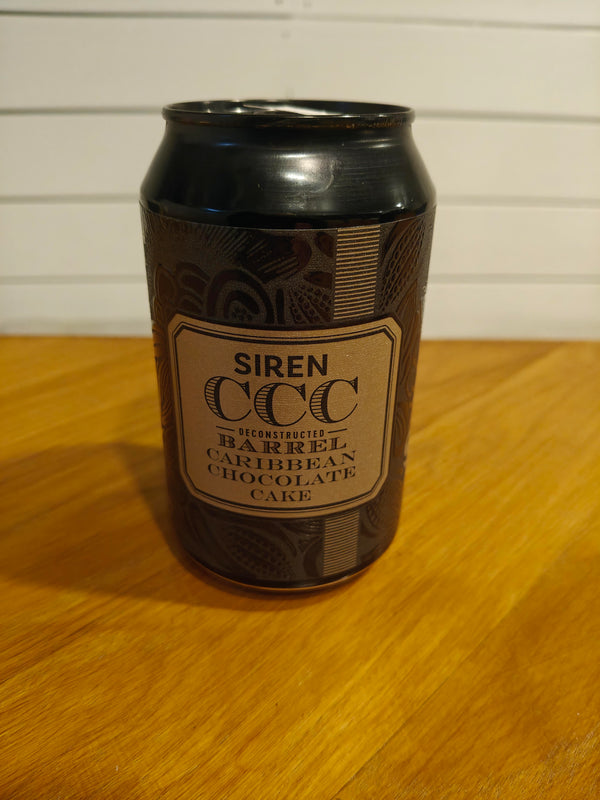 SIREN
CCC
DECONSTRUCTED
BARREL
CARIBBEAN
CHOCOLATE
CAKE